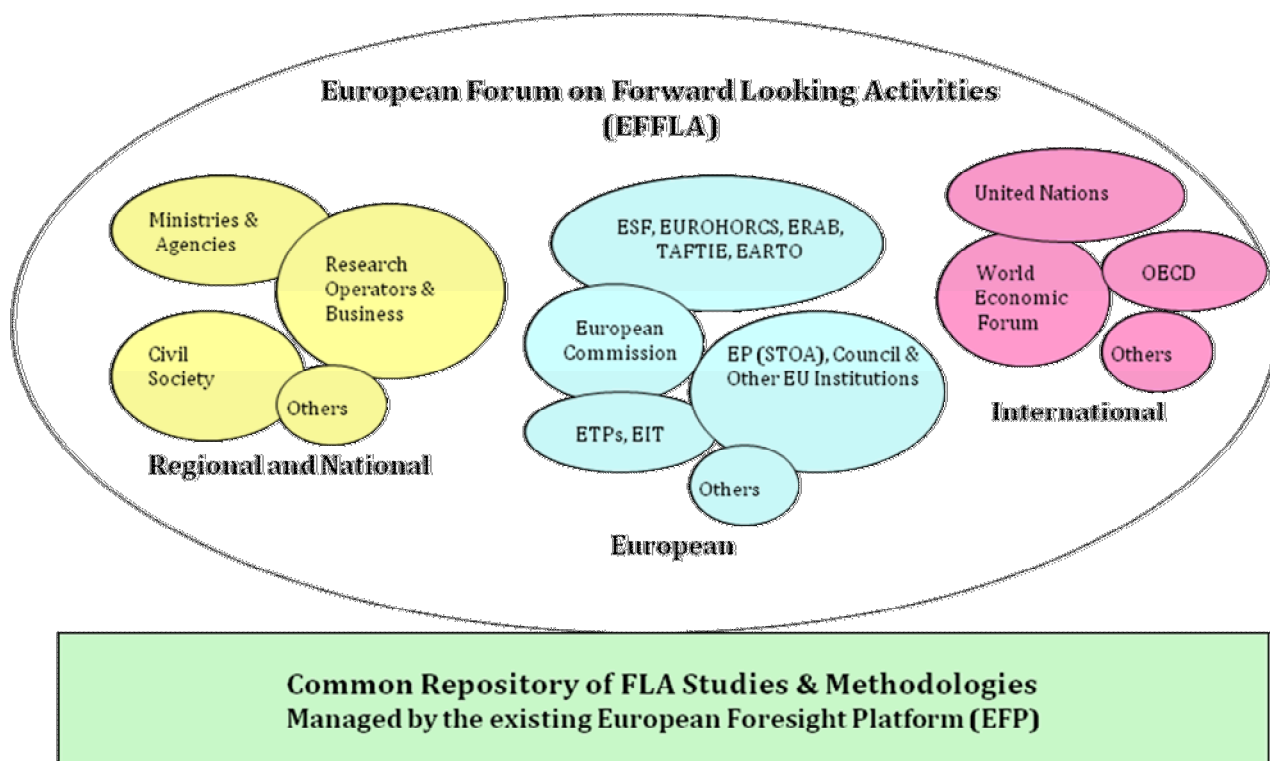 European Forum on Forward Looking Activities
(EFFLA)
Ministries &
Agencies
Research
Operators &
Business
Civil
Society
Others
Regional and National
ESF, EUROHORCS, ERAB,
TAFTIE, EARTO
European
Commission
EP (STOA), Council &
Other EU Institutions
ETPs, EIT
Others
European
United Nations
World
Economic
Forum
OECD
Others
International
Common Repository of FLA Studies & Methodologies
Managed by the existing European Foresight Platform (EFP)